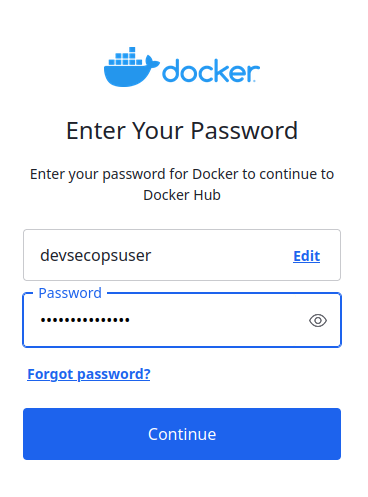 docker
Enter Your Password
Enter your password for Docker to continue to
Docker Hub
devsecopsuser Edit
Password
•••••••••••••••
Forgot password?
Continue